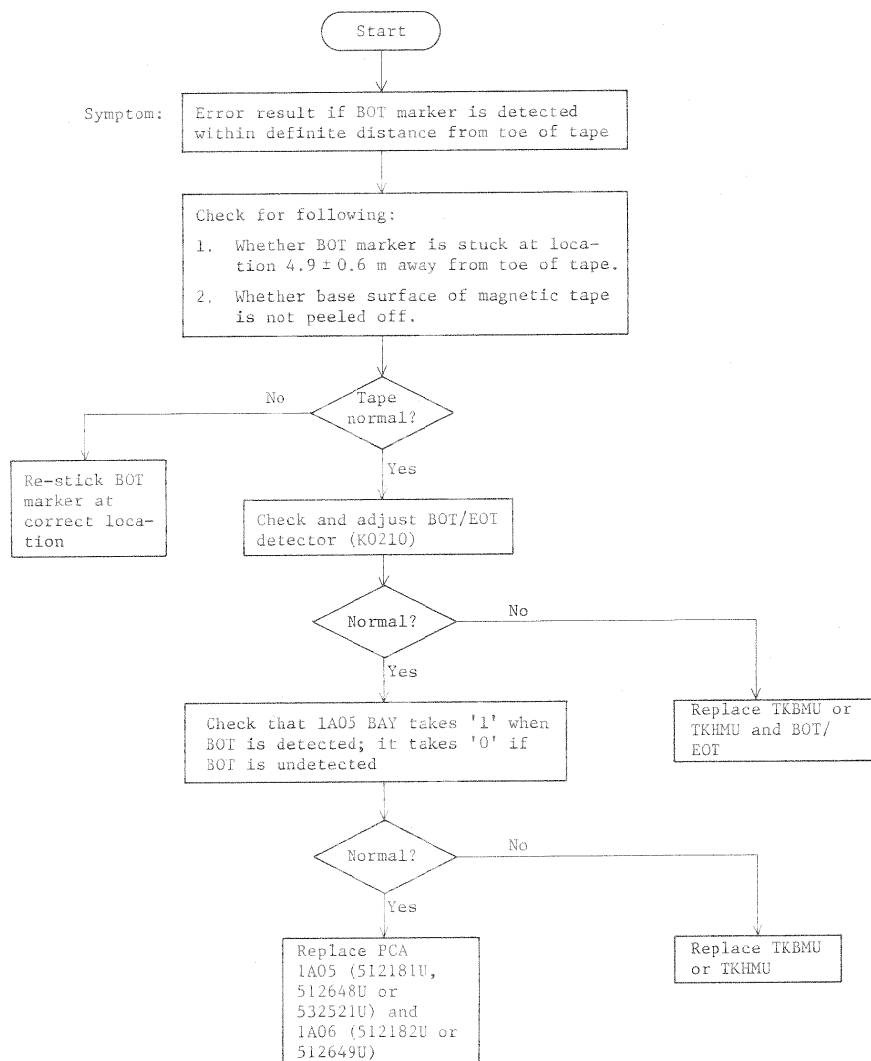 Start
Symptom:
Error result if BOT marker is detected
within definite distance from toe of tape
Check for following:
1. Whether BOT marker is stuck at loca-
tion 4.9 ± 0.6 m away from toe of tape.
2. Whether base surface of magnetic tape
is not peeled off.
Tape
normal?
No
Yes
Re-stick BOT
marker at
correct loca-
tion
Check and adjust BOT/EOT
detector (K0210)
Normal?
No
Yes
Replace TKBMU or
TKHMU and BOT/
EOT
Check that 1A05 BAY takes '1' when
BOT is detected; it takes '0' if
BOT is undetected
Normal?
No
Yes
Replace TKBMU
or TKHMU
Replace PCA
1A05 (512181U,
512648U or
532521U) and
1A06 (512182U or
512649U)